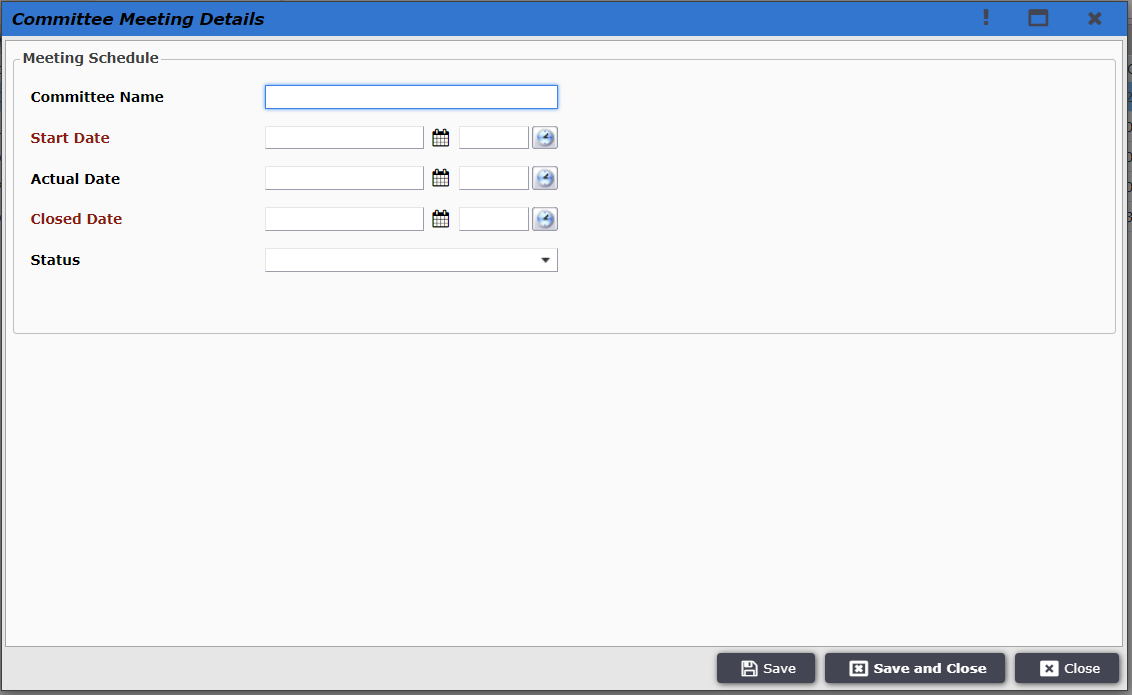 Committee Meeting Details
Meeting Schedule
Committee Name
Start Date
Actual Date
Closed Date
Status
Save
Save and Close
Close